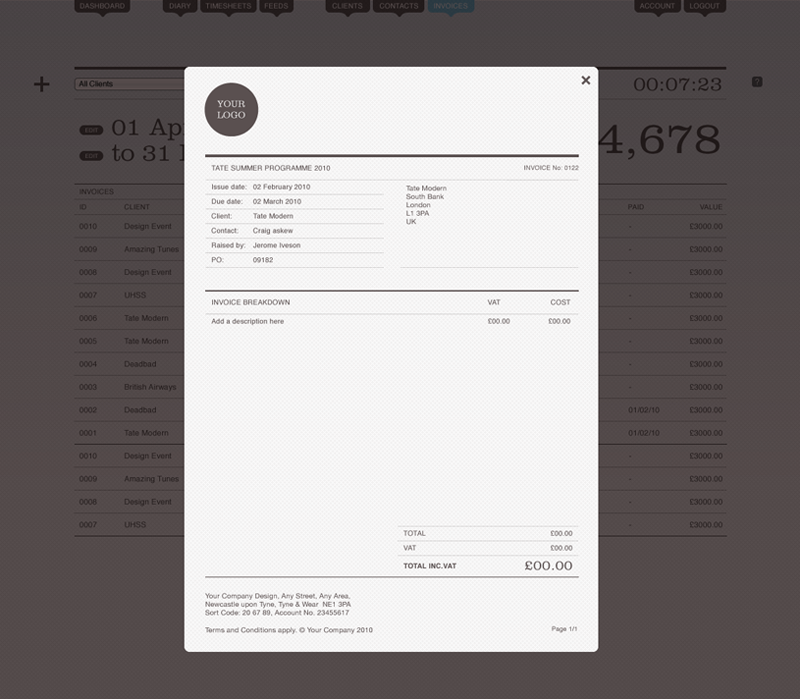 DASHBOARD DIARY TIMESHEETS FEEDS CLIENTS CONTACTS INVOICES ACCOUNT LOGOUT
All Clients 00:07:23 ?
EDIT 01 Ap 4,678
EDIT to 31
YOUR
LOGO
TATE SUMMER PROGRAMME 2010 INVOICE No: 0122
Issue date: 02 February 2010
Due date: 02 March 2010
Client: Tate Modern
Contact: Craig askew
Raised by: Jerome Iveson
PO: 09182
Tate Modern
South Bank
London
L1 3PA
UK
INVOICE BREAKDOWN VAT COST
Add a description here £00.00 £00.00
TOTAL £00.00
VAT £00.00
TOTAL INC.VAT £00.00
Your Company Design, Any Street, Any Area,
Newcastle upon Tyne, Tyne & Wear NE1 3PA
Sort Code: 20 67 89, Account No. 23455617
Terms and Conditions apply. © Your Company 2010 Page 1/1
INVOICES
ID CLIENT PAID VALUE
0010 Design Event - £3000.00
0009 Amazing Tunes - £3000.00
0008 Design Event - £3000.00
0007 UHSS - £3000.00
0006 Tate Modern - £3000.00
0005 Tate Modern - £3000.00
0004 Deadbad - £3000.00
0003 British Airways - £3000.00
0002 Deadbad 01/02/10 £3000.00
0001 Tate Modern 01/02/10 £3000.00
0010 Design Event - £3000.00
0009 Amazing Tunes - £3000.00
0008 Design Event - £3000.00
0007 UHSS - £3000.00